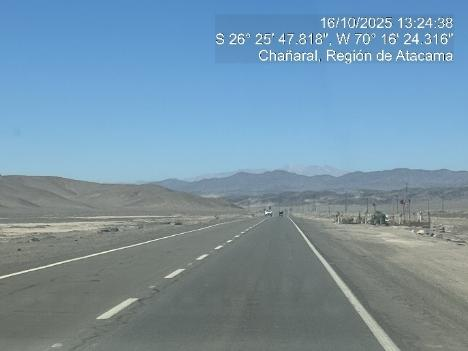 16/10/2025 13:24:38
S 26° 25' 47.818", W 70° 16' 24.316"
Chañaral, Región de Atacama